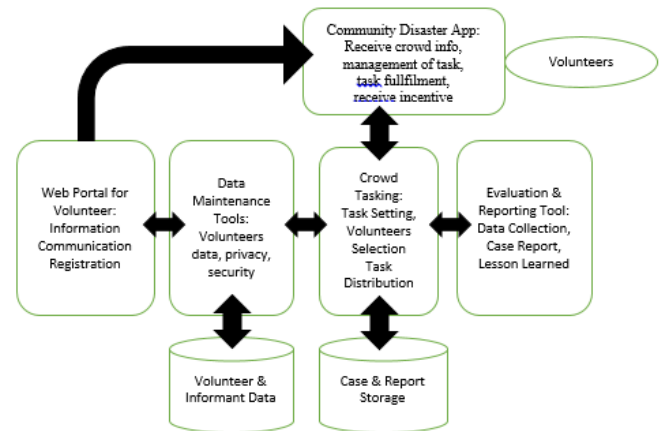 Community Disaster App:
Receive crowd info,
management of task,
task fullfilment,
receive incentive
Volunteers
Web Portal for
Volunteer:
Information
Communication
Registration
Data
Maintenance
Tools:
Volunteers
data, privacy,
security
Crowd
Tasking:
Task Setting,
Volunteers
Selection
Task
Distribution
Evaluation &
Reporting Tool:
Data Collection,
Case Report,
Lesson Learned
Volunteer &
Informant Data
Case & Report
Storage